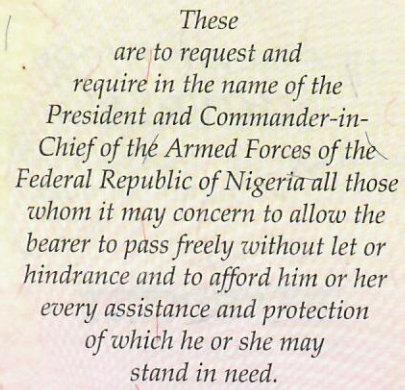 These
are to request and
require in the name of the
President and Commander-in-
Chief of the Armed Forces of the
Federal Republic of Nigeria all those
whom it may concern to allow the
bearer to pass freely without let or
hindrance and to afford him or her
every assistance and protection
of which he or she may
stand in need.